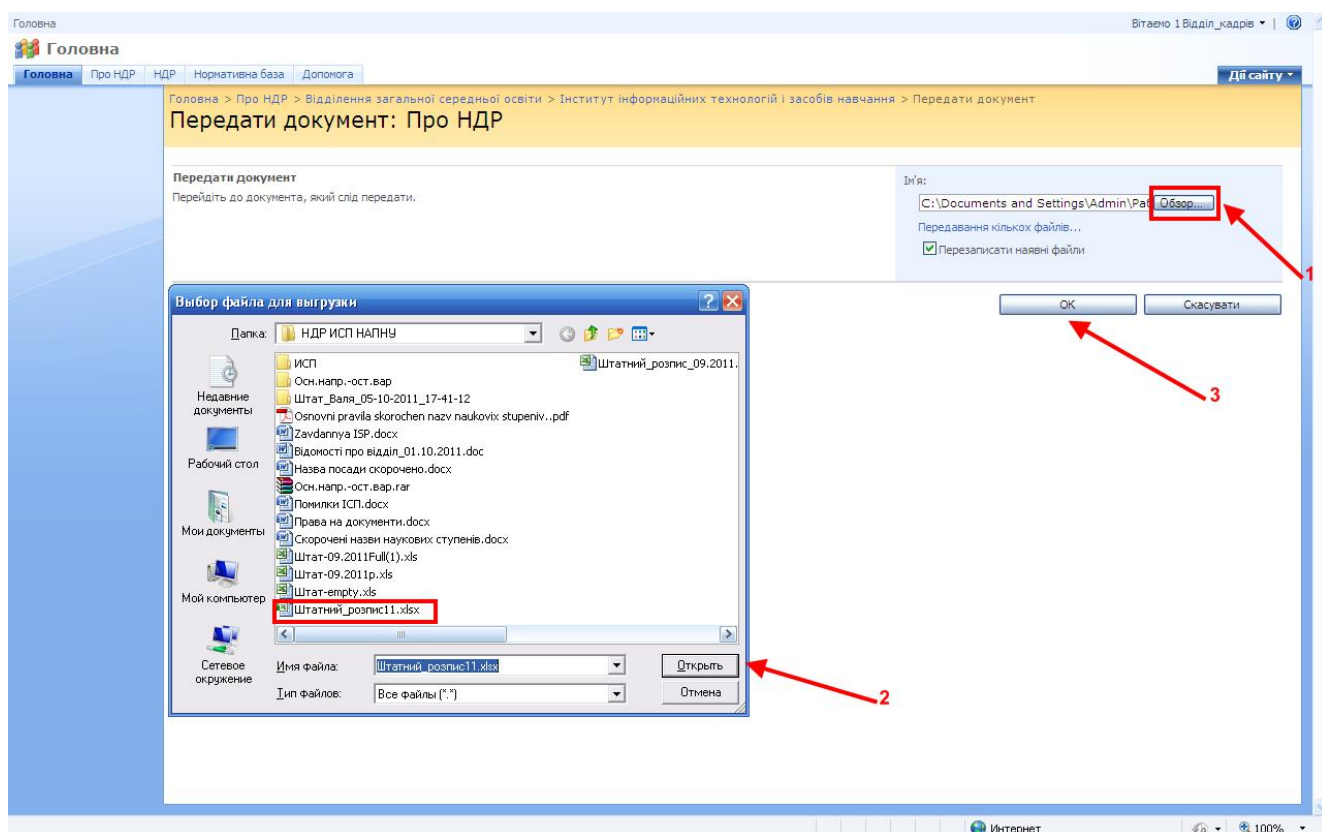 Головна
Вітаємо 1 Відділ_кадрів
Головна
Головна Про НДР НДР Нормативна база Допомога
Дії сайту
Головна > Про НДР > Відділення загальної середньої освіти > Інститут інформаційних технологій і засобів навчання > Передати документ
Передати документ: Про НДР
Передати документ
Перейдіть до документа, який слід передати.
Ім'я:
C:\Documents and Settings\Admin\Раб Обзор...
Передавання кількох файлів...
Перезаписати наявні файли
1
OK Скасувати
3
Выбор файла для выгрузки
Папка: НДР ИСП НАПНУ
Недавние документы
Рабочий стол
Мои документы
Мой компьютер
Сетевое окружение
ИСП
Осн.напр.-ост.вар
Штат_Валя_05-10-2011_17-41-12
Osnovni pravila skorochen nazv naukovix stupeniv..pdf
Zavdannya ISP.docx
Відомості про відділ_01.10.2011.doc
Назва посади скорочено.docx
Осн.напр.-ост.вар.rar
Помилки ІСП.docx
Права на документи.docx
Скорочені назви наукових ступенів.docx
Штат-09.2011Full(1).xls
Штат-09.2011р.xls
Штат-empty.xls
Штатний_розпис11.xlsx
Штатний_розпис_09.2011.
Имя файла: Штатний_розпис11.xlsx Открыть
Тип файлов: Все файлы (*.*) Отмена
2
Интернет 100%